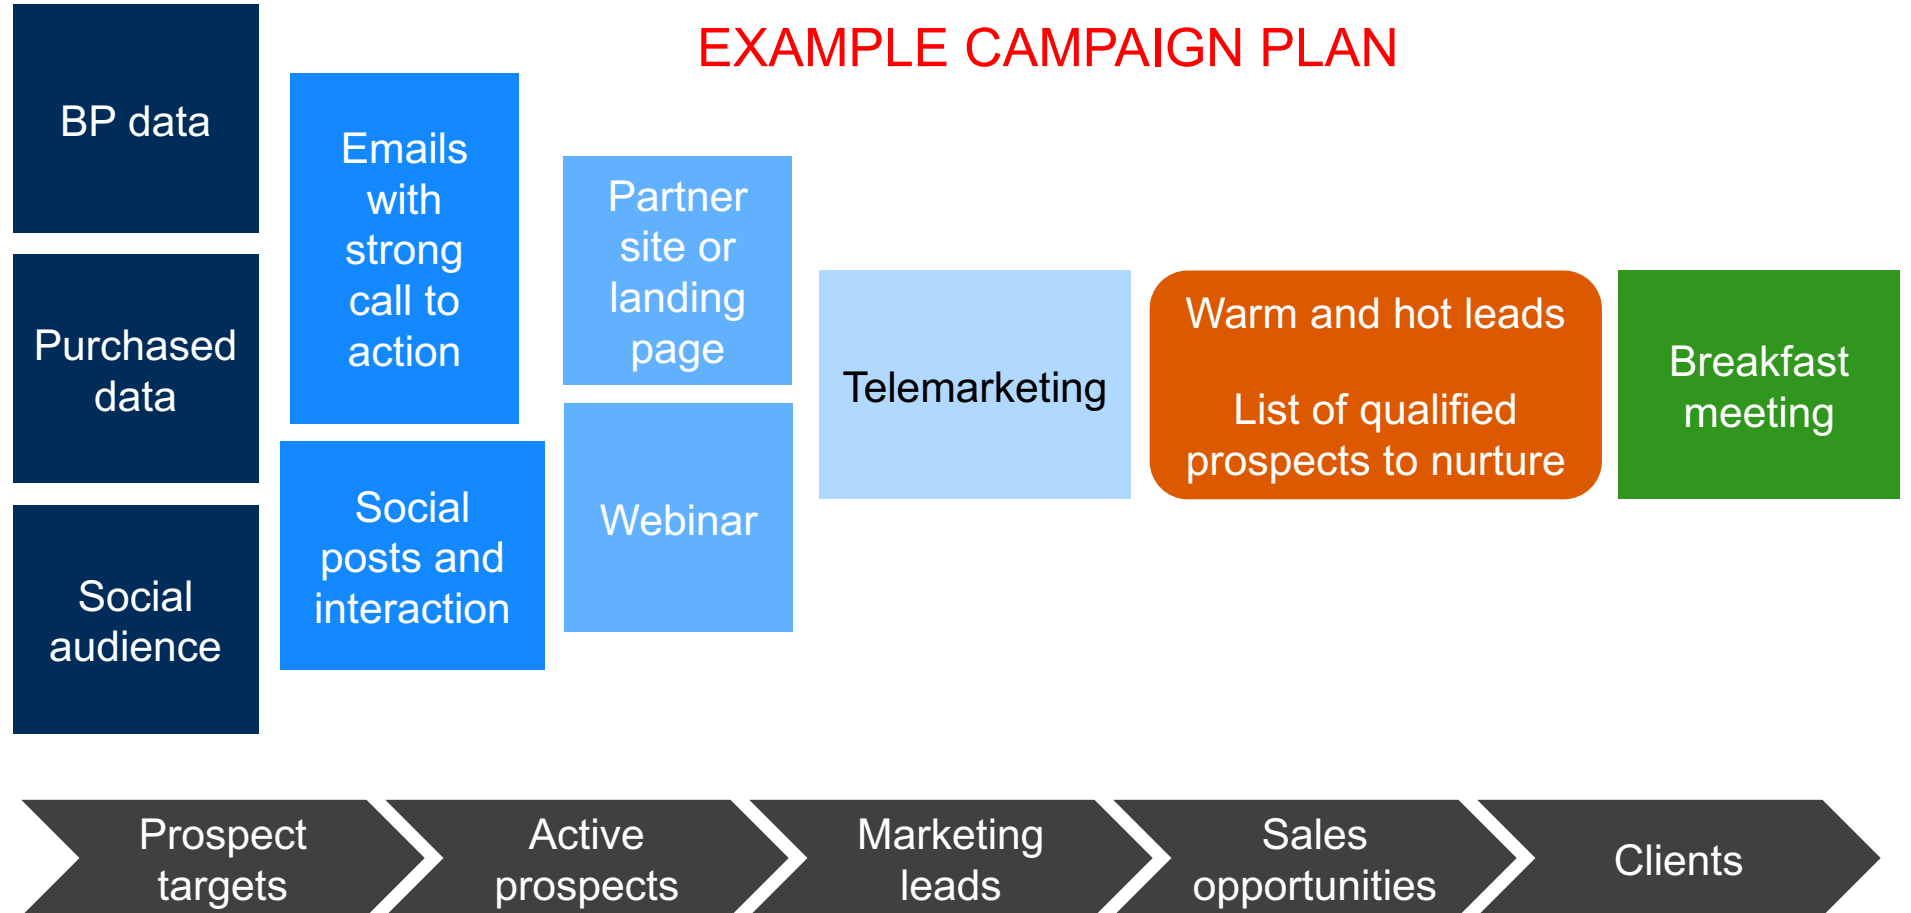 EXAMPLE CAMPAIGN PLAN
BP data
Purchased
data
Social
audience
Emails
with
strong
call to
action
Social
posts and
interaction
Partner
site or
landing
page
Webinar
Telemarketing
Warm and hot leads
List of qualified
prospects to nurture
Breakfast
meeting
Prospect
targets
Active
prospects
Marketing
leads
Sales
opportunities
Clients